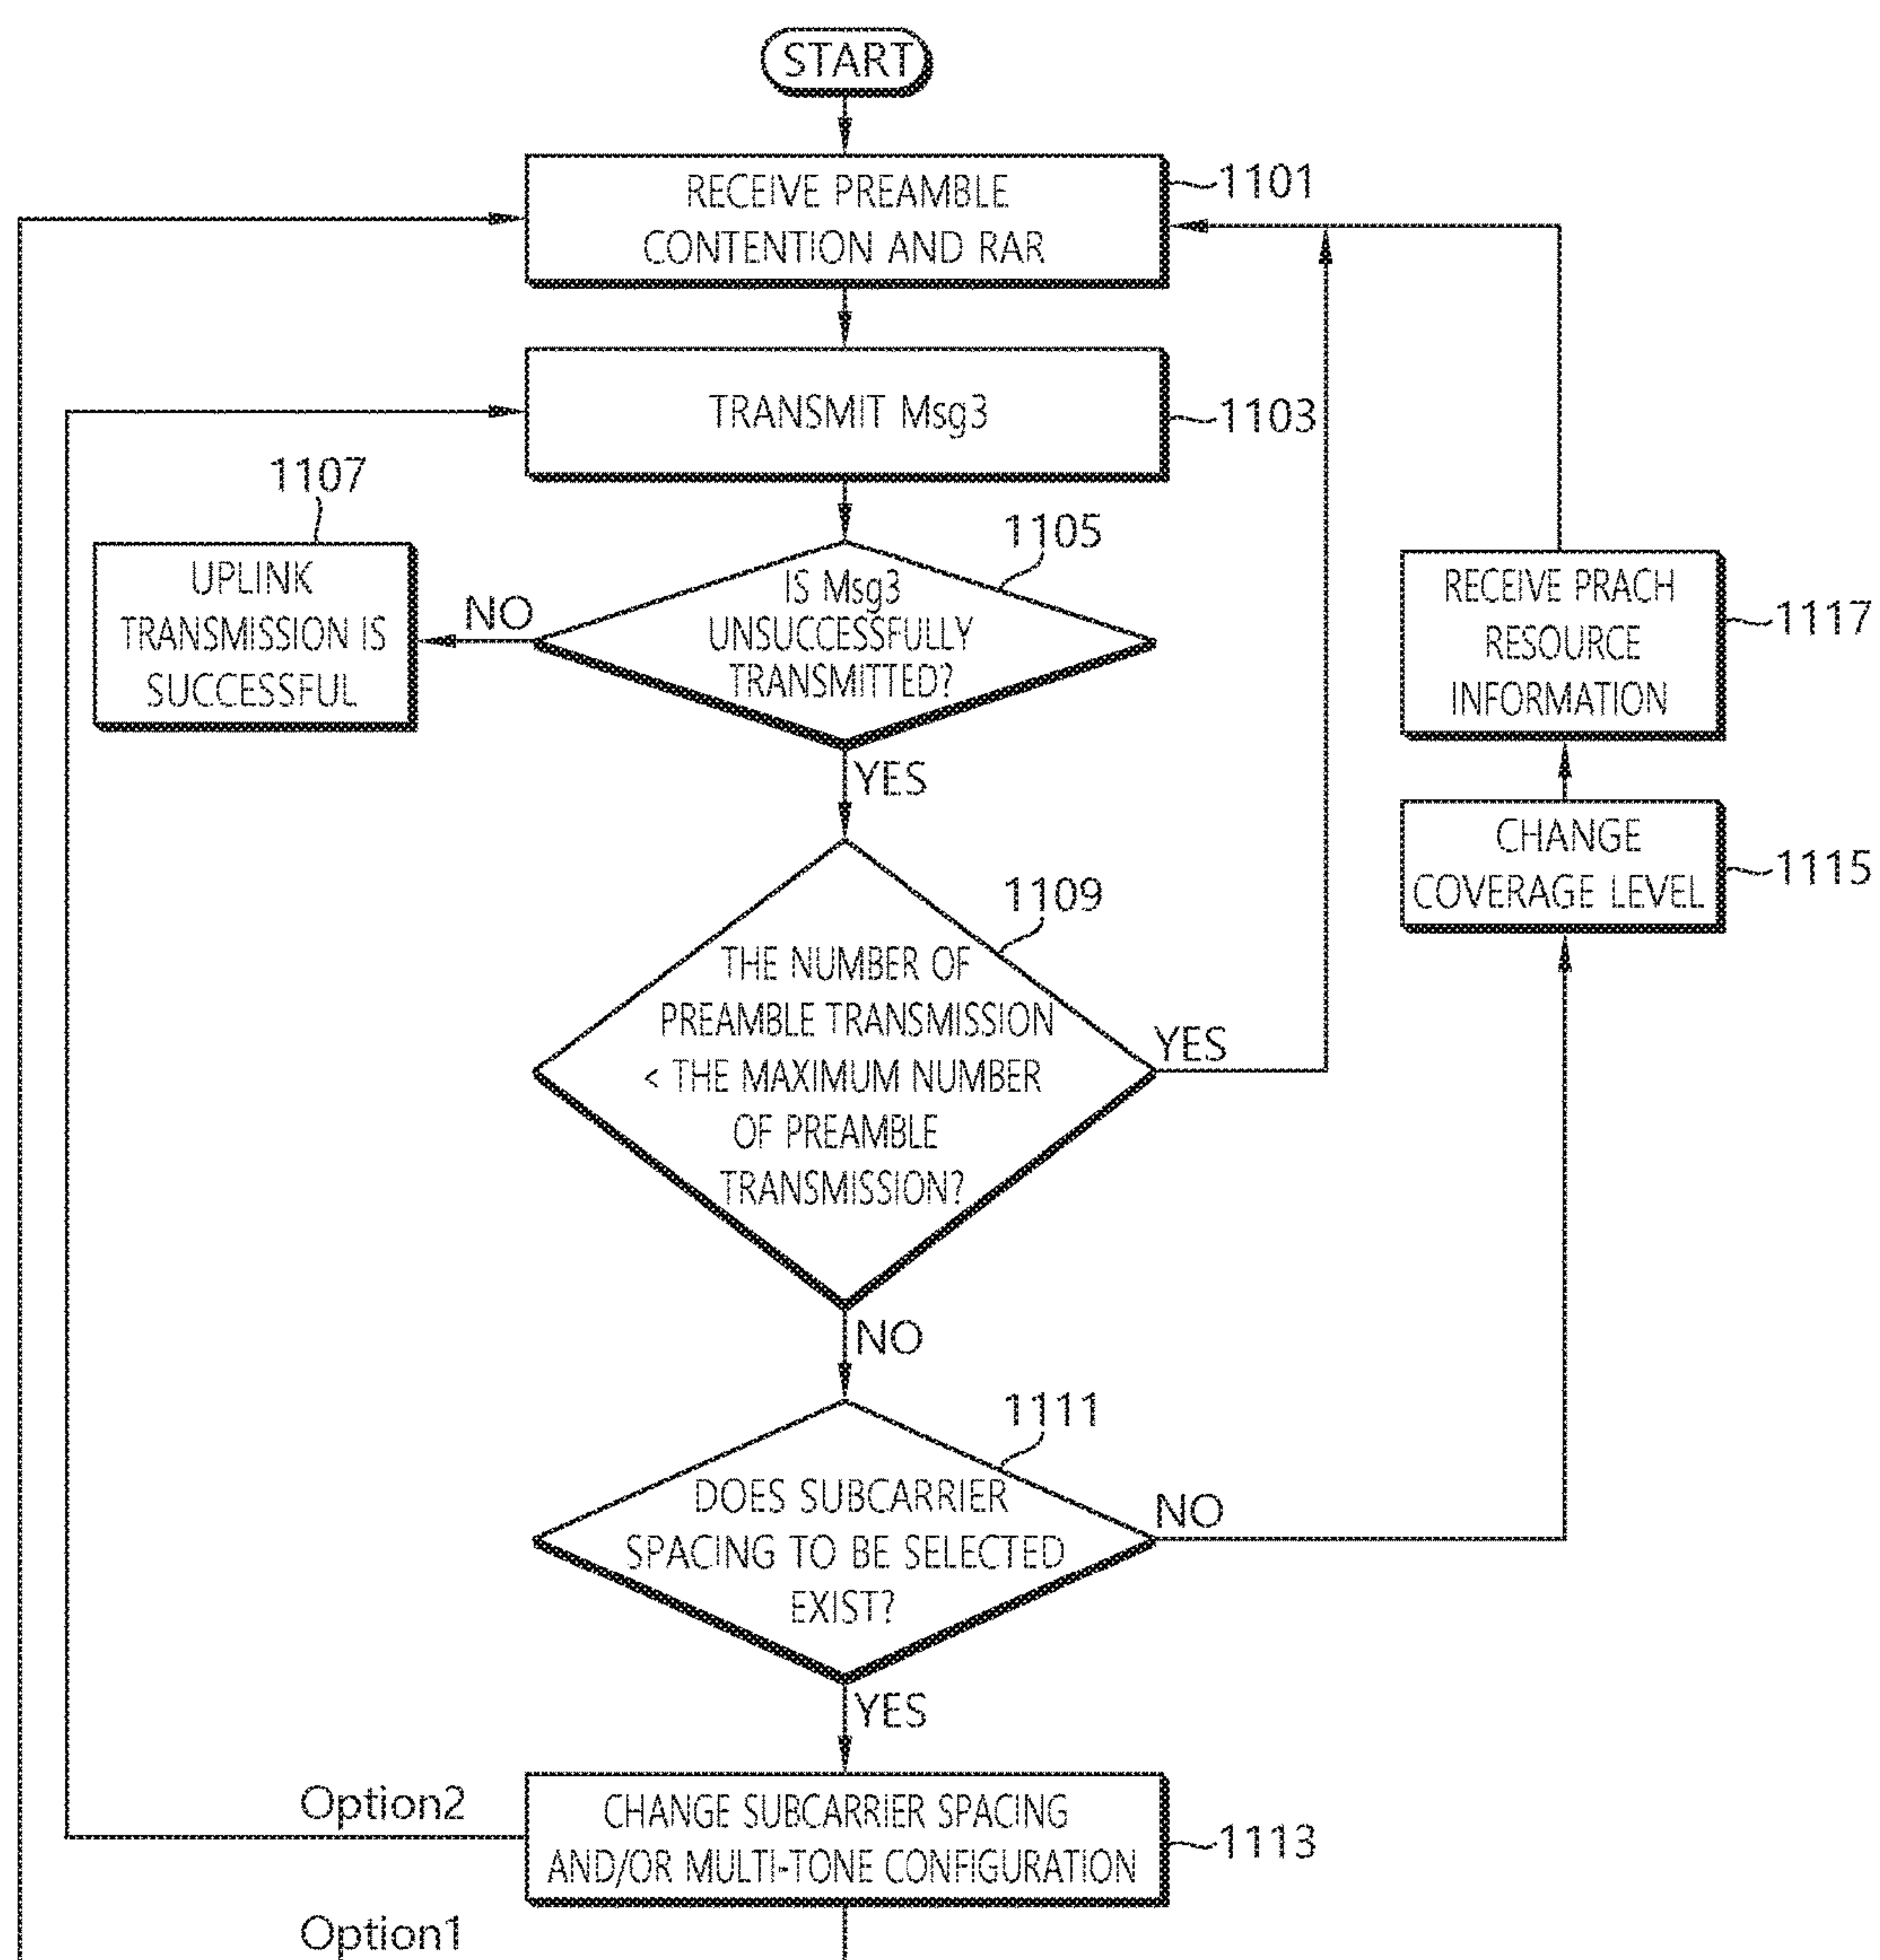 START
RECEIVE PREAMBLE
CONTENTION AND RAR
1101
TRANSMIT Msg3
1103
1107
UPLINK
TRANSMISSION IS
SUCCESSFUL
NO
1105
IS Msg3
UNSUCCESSFULLY
TRANSMITTED?
YES
RECEIVE PRACH
RESOURCE
INFORMATION
1117
CHANGE
COVERAGE LEVEL
1115
1109
THE NUMBER OF
PREAMBLE TRANSMISSION
< THE MAXIMUM NUMBER
OF PREAMBLE
TRANSMISSION?
YES
NO
1111
DOES SUBCARRIER
SPACING TO BE SELECTED
EXIST?
NO
YES
Option2
CHANGE SUBCARRIER SPACING
AND/OR MULTI-TONE CONFIGURATION
1113
Option1